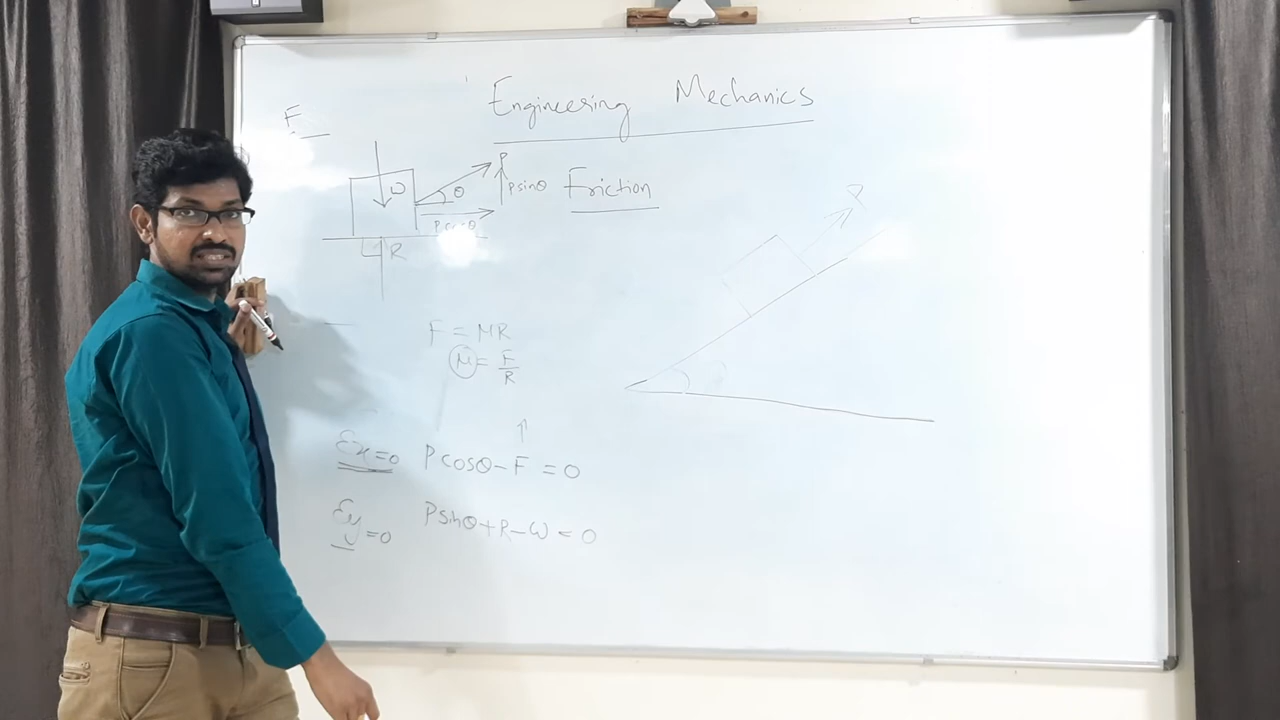 Engineering Mechanics
F
Friction
P
Psinθ
θ
W
Pcosθ
R
P
F = μR
μ = F/R
Σx=0 Pcosθ-F = 0
Σy=0 Psinθ+R-W = 0